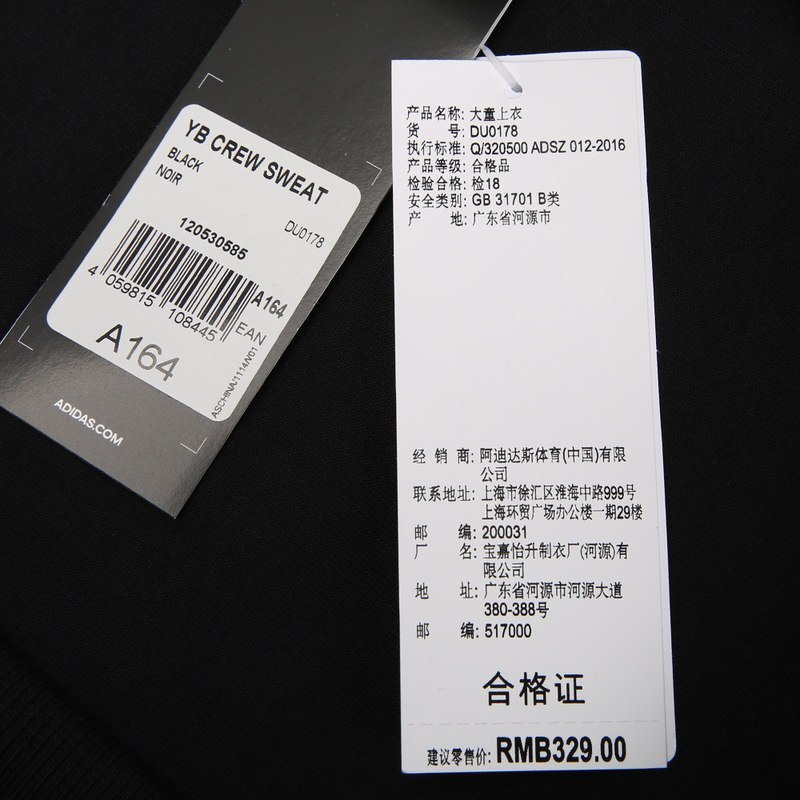 YB CREW SWEAT
BLACK
NOIR
DU0178
120530585
A164
4 059815 108445 EAN
A164
ASCHINA/1114/V01
ADIDAS.COM
产品名称: 大童上衣
货 号: DU0178
执行标准: Q/320500 ADSZ 012-2016
产品等级: 合格品
检验合格: 检18
安全类别: GB 31701 B类
产 地: 广东省河源市
经 销 商: 阿迪达斯体育(中国)有限
公司
联系地址: 上海市徐汇区淮海中路999号
上海环贸广场办公楼一期29楼
邮 编: 200031
厂 名: 宝嘉怡升制衣厂(河源)有
限公司
地 址: 广东省河源市河源大道
380-388号
邮 编: 517000
合格证
建议零售价: RMB329.00